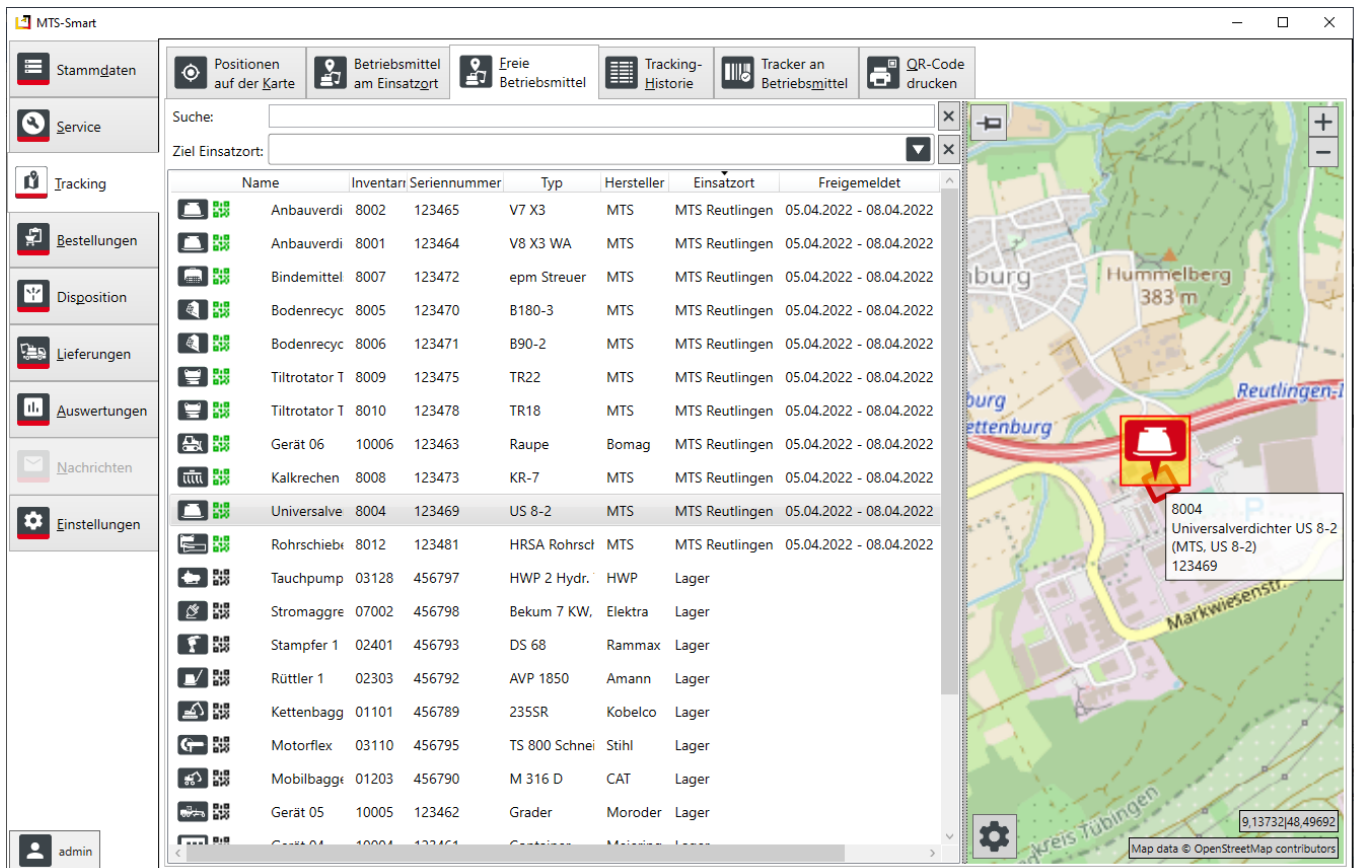 MTS-Smart
Stammdaten
Service
Tracking
Bestellungen
Disposition
Lieferungen
Auswertungen
Nachrichten
Einstellungen
admin
Positionen
auf der Karte
Betriebsmittel
am Einsatzort
Freie
Betriebsmittel
Tracking-
Historie
Tracker an
Betriebsmittel
QR-Code
drucken
Suche:
Ziel Einsatzort:
Name Inventarn Seriennummer Typ Hersteller Einsatzort Freigemeldet
Anbauverdi 8002 123465 V7 X3 MTS MTS Reutlingen 05.04.2022 - 08.04.2022
Anbauverdi 8001 123464 V8 X3 WA MTS MTS Reutlingen 05.04.2022 - 08.04.2022
Bindemittel 8007 123472 epm Streuer MTS MTS Reutlingen 05.04.2022 - 08.04.2022
Bodenrecyc 8005 123470 B180-3 MTS MTS Reutlingen 05.04.2022 - 08.04.2022
Bodenrecyc 8006 123471 B90-2 MTS MTS Reutlingen 05.04.2022 - 08.04.2022
Tiltrotator T 8009 123475 TR22 MTS MTS Reutlingen 05.04.2022 - 08.04.2022
Tiltrotator T 8010 123478 TR18 MTS MTS Reutlingen 05.04.2022 - 08.04.2022
Gerät 06 10006 123463 Raupe Bomag MTS Reutlingen 05.04.2022 - 08.04.2022
Kalkrechen 8008 123473 KR-7 MTS MTS Reutlingen 05.04.2022 - 08.04.2022
Universalve 8004 123469 US 8-2 MTS MTS Reutlingen 05.04.2022 - 08.04.2022
Rohrschiebe 8012 123481 HRSA Rohrsch MTS MTS Reutlingen 05.04.2022 - 08.04.2022
Tauchpump 03128 456797 HWP 2 Hydr. HWP Lager
Stromaggre 07002 456798 Bekum 7 KW, Elektra Lager
Stampfer 1 02401 456793 DS 68 Rammax Lager
Rüttler 1 02303 456792 AVP 1850 Amann Lager
Kettenbagg 01101 456789 235SR Kobelco Lager
Motorflex 03110 456795 TS 800 Schnei Stihl Lager
Mobilbagge 01203 456790 M 316 D CAT Lager
Gerät 05 10005 123462 Grader Moroder Lager
Gerät 04 10004 123461 Container Lager
nburg
Hummelberg
383 m
Reutlingen-
burg
ettenburg
8004
Universalverdichter US 8-2
(MTS, US 8-2)
123469
Markwiesenstr.
kreis Tübingen
9,13732|48,49692
Map data © OpenStreetMap contributors